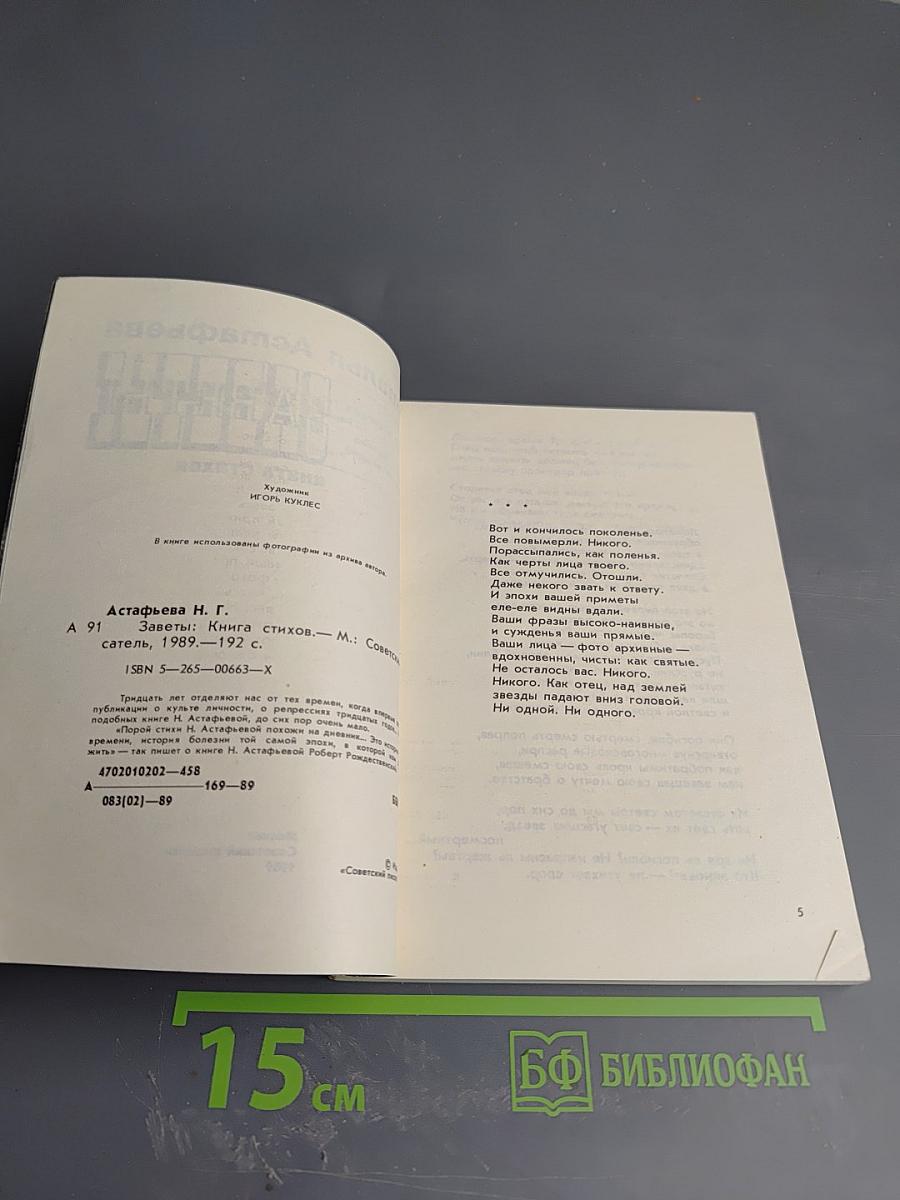 Художник
ИГОРЬ КУКЛЕС
В книге использованы фотографии из архива автора.
Астафьева Н. Г.
А 91 Заветы: Книга стихов.— М.:
сатель, 1989.—192 с.
ISBN 5—265—00663—X
Тридцать лет отделяют нас от тех времен, когда впервые
публикации о культе личности, о репрессиях тридцатых
подобных книге Н. Астафьевой, до сих пор очень мало.
«Порой стихи Н. Астафьевой похожи на дневник... Это
времени, история болезни той самой эпохи, в которой
жить» — так пишет о книге Н. Астафьевой Роберт
4702010202—458
А————————169—89
083(02)—89
©
«Советский
* * *
Вот и кончилось поколенье.
Все повымерли. Никого.
Порассыпались, как поленья.
Как черты лица твоего.
Все отмучились. Отошли.
Даже некого звать к ответу.
И эпохи вашей приметы
еле-еле видны вдали.
Ваши фразы высоко-наивные,
и сужденья ваши прямые.
Ваши лица — фото архивные —
вдохновенны, чисты: как святые.
Не осталось вас. Никого.
Никого. Как отец, над землей
звезды падают вниз головой.
Ни одной. Ни одного.
5
15 см
БФ БИБЛИОФАН